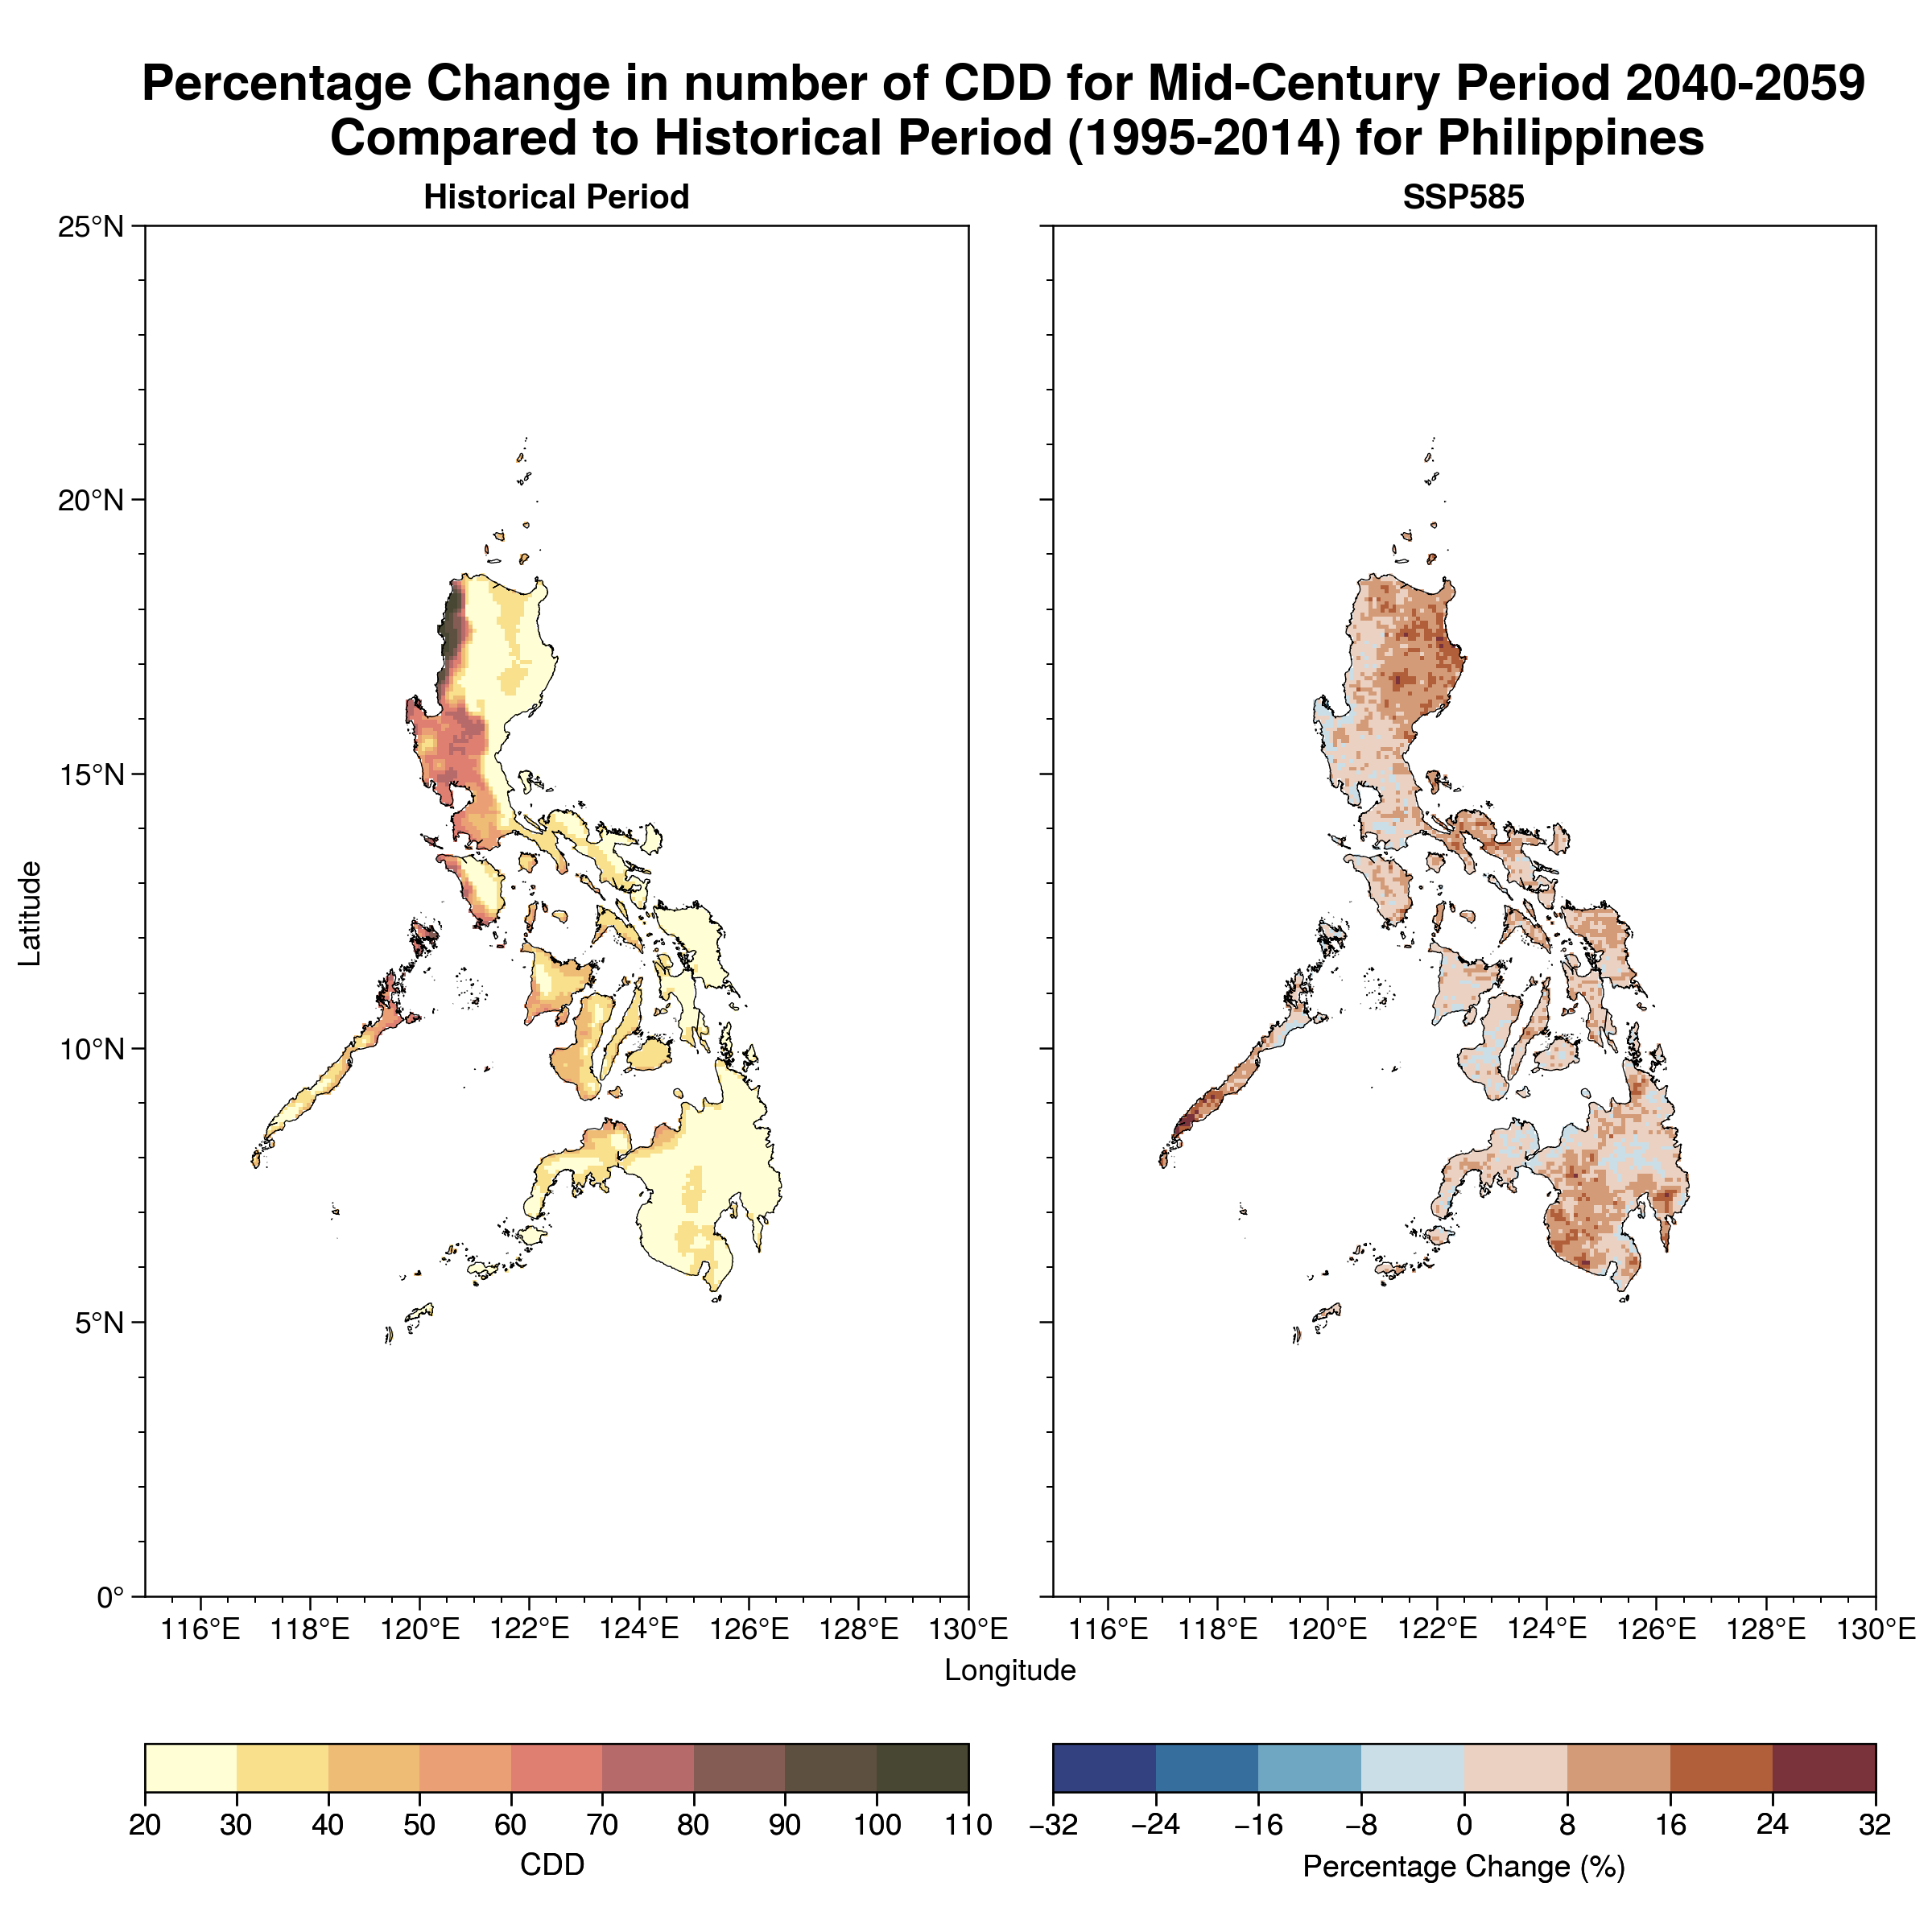 Percentage Change in number of CDD for Mid-Century Period 2040-2059
Compared to Historical Period (1995-2014) for Philippines
Historical Period
SSP585
25°N
20°N
15°N
10°N
5°N
0°
Latitude
116°E 118°E 120°E 122°E 124°E 126°E 128°E 130°E
116°E 118°E 120°E 122°E 124°E 126°E 128°E 130°E
Longitude
20 30 40 50 60 70 80 90 100 110
CDD
−32 −24 −16 −8 0 8 16 24 32
Percentage Change (%)